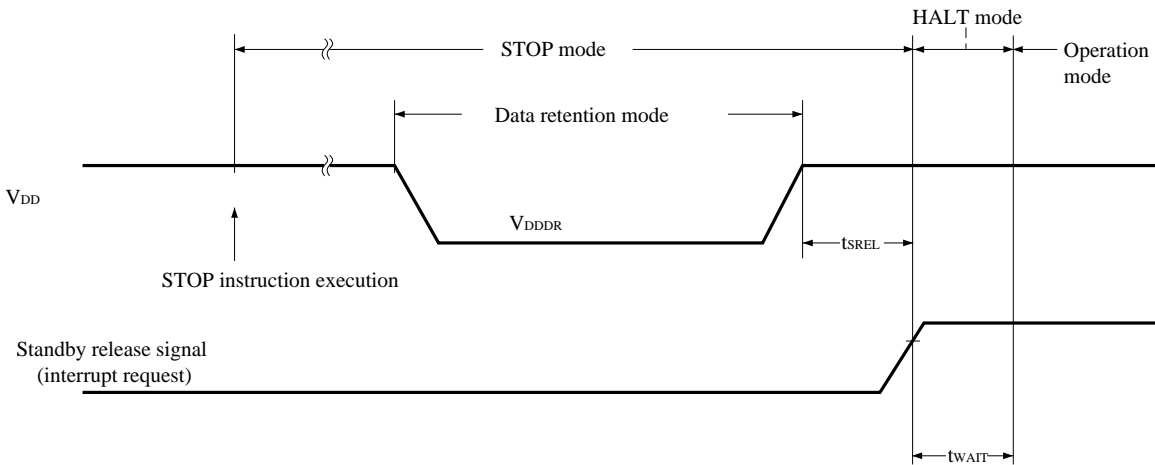 HALT mode
STOP mode
Operation
mode
Data retention mode
VDD
VDDDR
tSREL
STOP instruction execution
Standby release signal
(interrupt request)
tWAIT